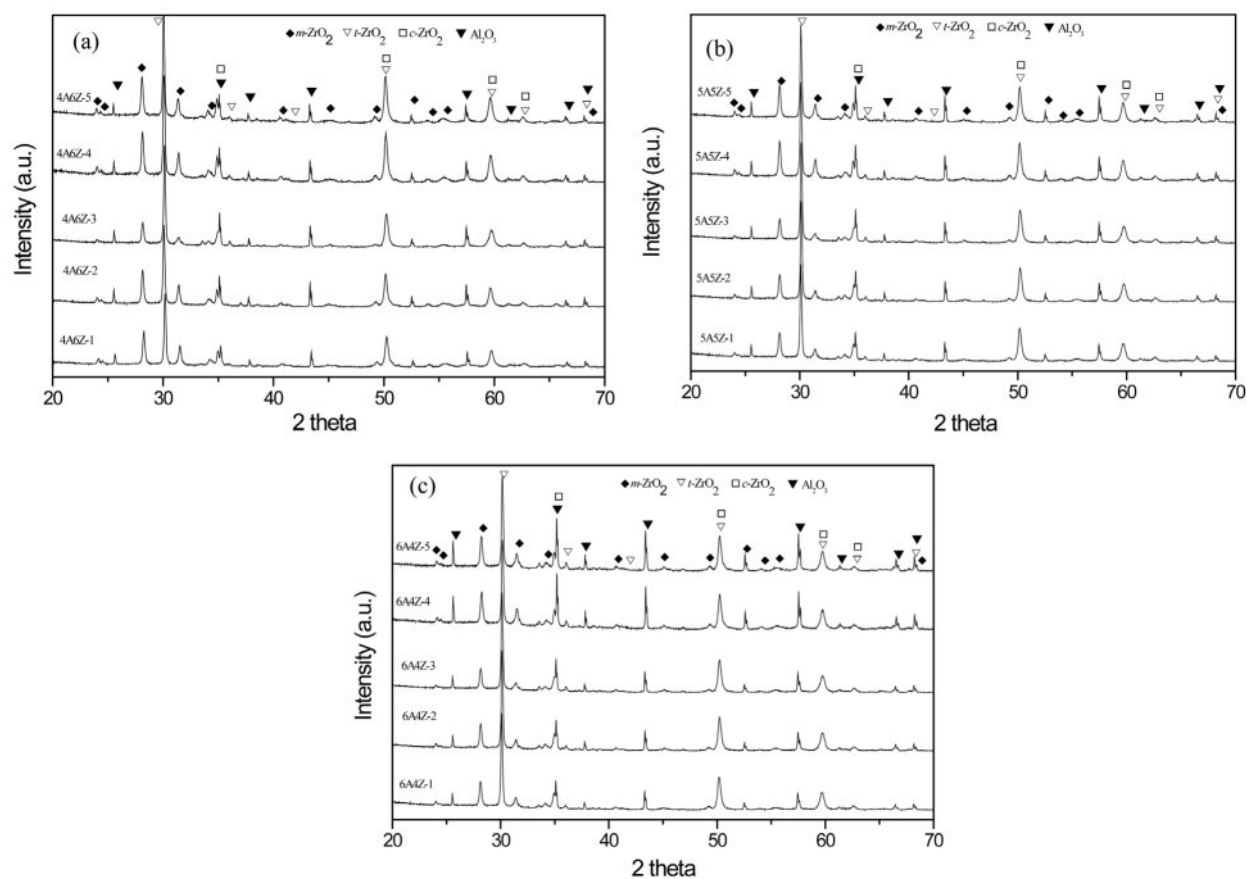 (a)
◆ m-ZrO2 ▽ t-ZrO2 □ c-ZrO2 ▼ Al2O3
4A6Z-5
4A6Z-4
4A6Z-3
4A6Z-2
4A6Z-1
Intensity (a.u.)
20 30 40 50 60 70
2 theta
(b)
◆ m-ZrO2 ▽ t-ZrO2 □ c-ZrO2 ▼ Al2O3
5A5Z-5
5A5Z-4
5A5Z-3
5A5Z-2
5A5Z-1
Intensity (a.u.)
20 30 40 50 60 70
2 theta
(c)
◆ m-ZrO2 ▽ t-ZrO2 □ c-ZrO2 ▼ Al2O3
6A4Z-5
6A4Z-4
6A4Z-3
6A4Z-2
6A4Z-1
Intensity (a.u.)
20 30 40 50 60 70
2 theta